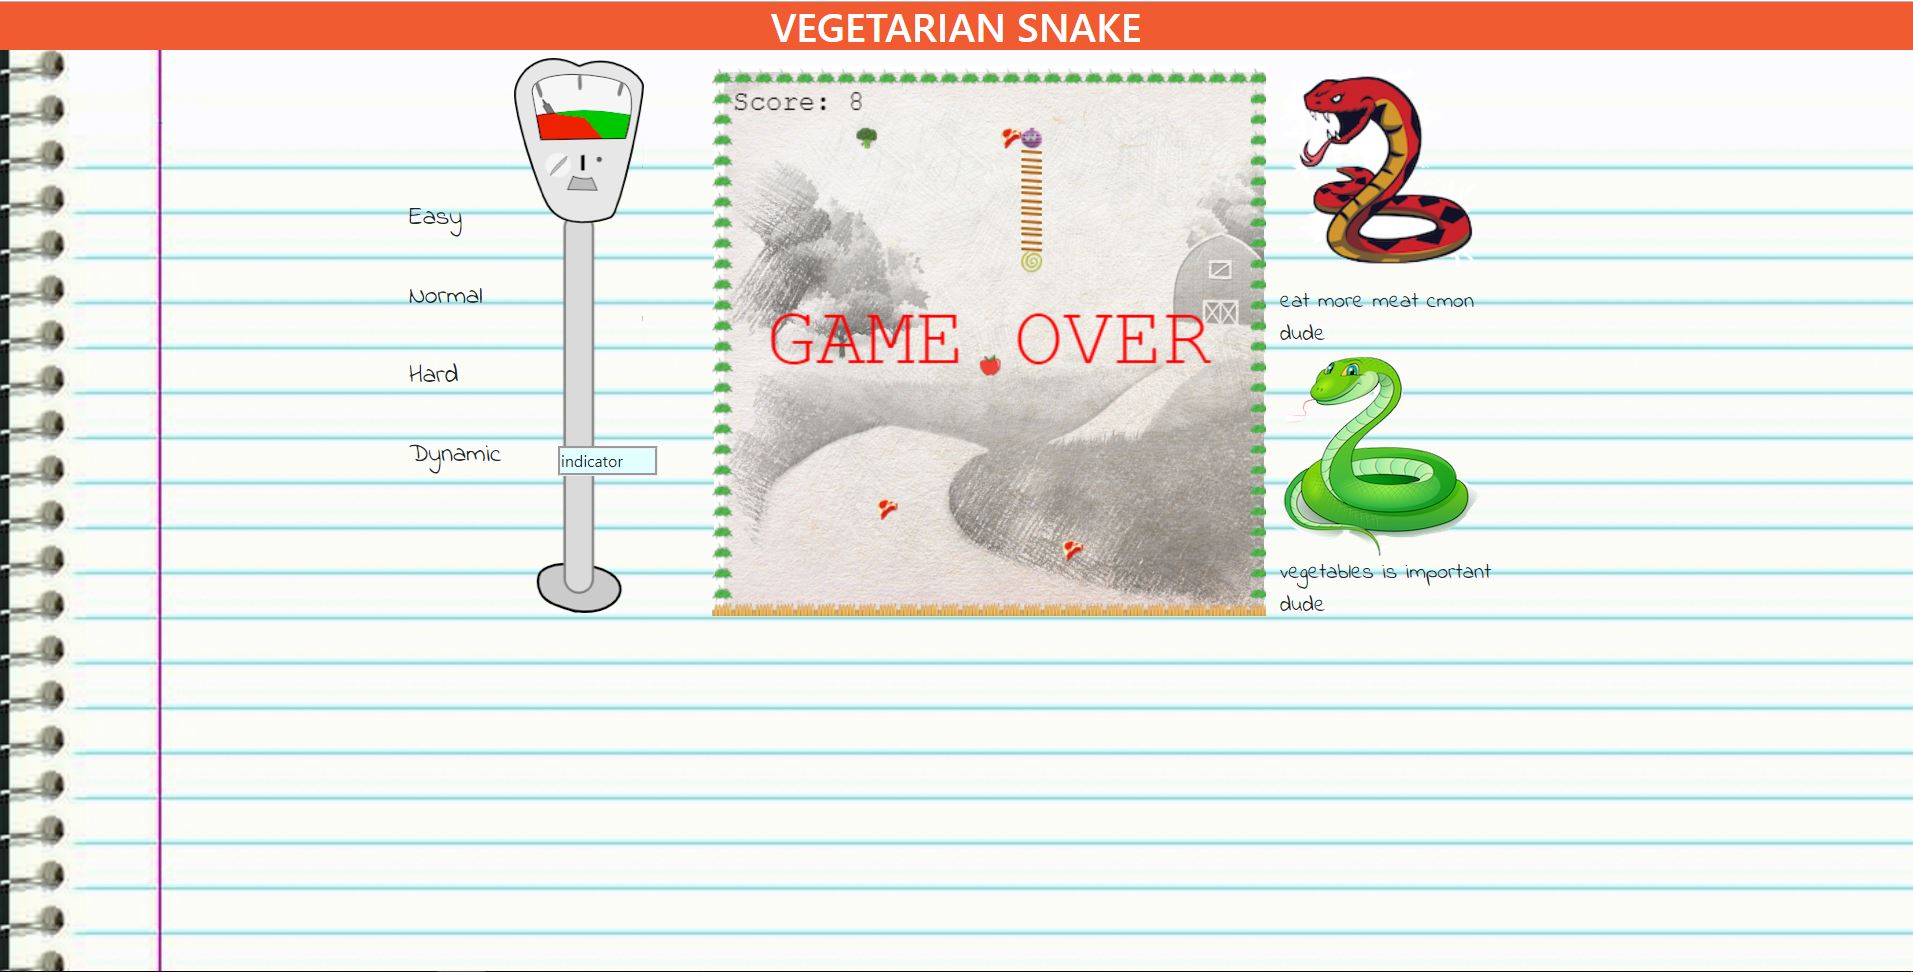 VEGETARIAN SNAKE
Score: 8
Easy
Normal
Hard
Dynamic
indicator
GAME OVER
eat more meat cmon
dude
vegetables is important
dude